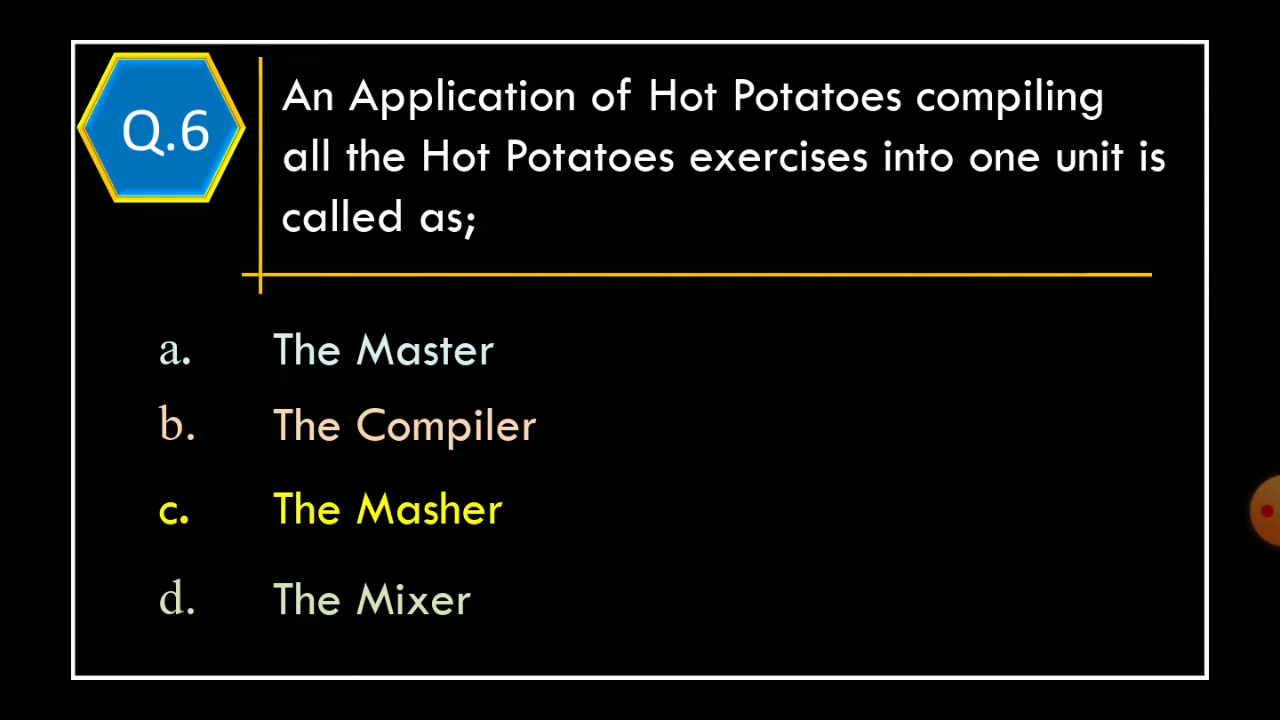 Q.6
An Application of Hot Potatoes compiling
all the Hot Potatoes exercises into one unit is
called as;
a. The Master
b. The Compiler
c. The Masher
d. The Mixer